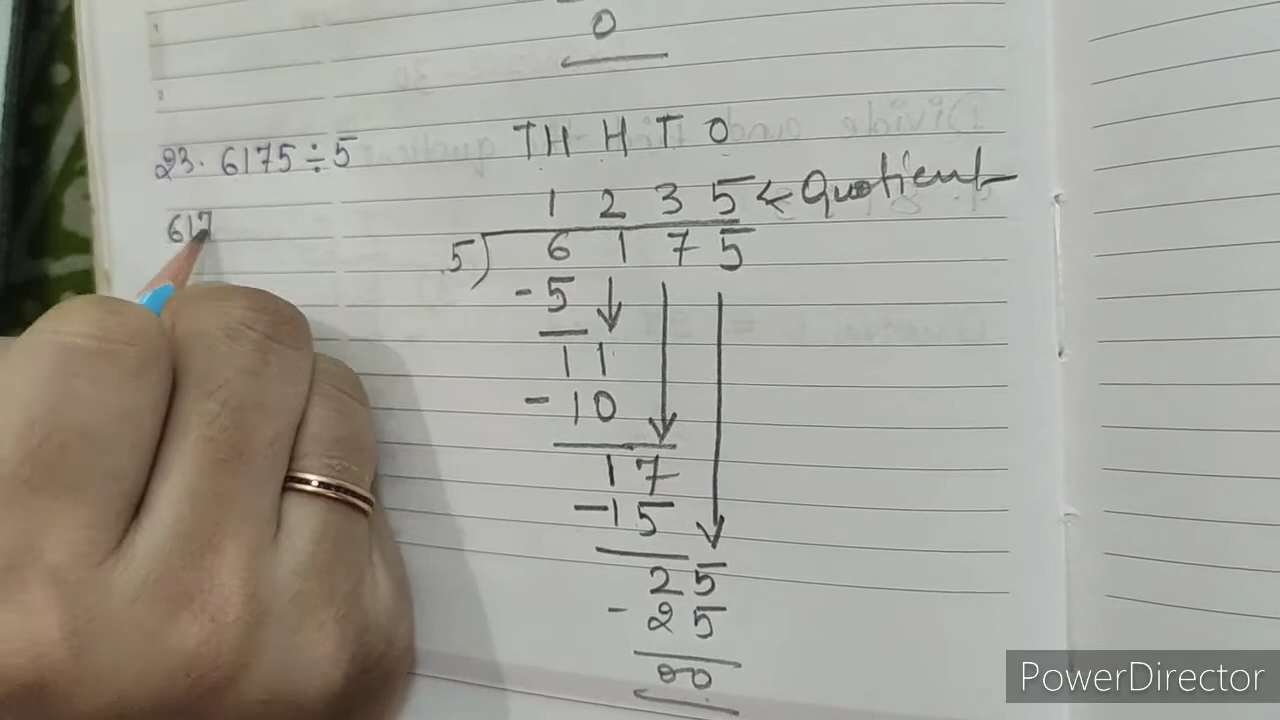 0
TH H T O
23. 6175 ÷ 5
1 2 3 5 ← Quotient
617
5) 6 1 7 5
- 5
1 1
- 1 0
1 7
- 1 5
2 5
- 2 5
0 0
PowerDirector